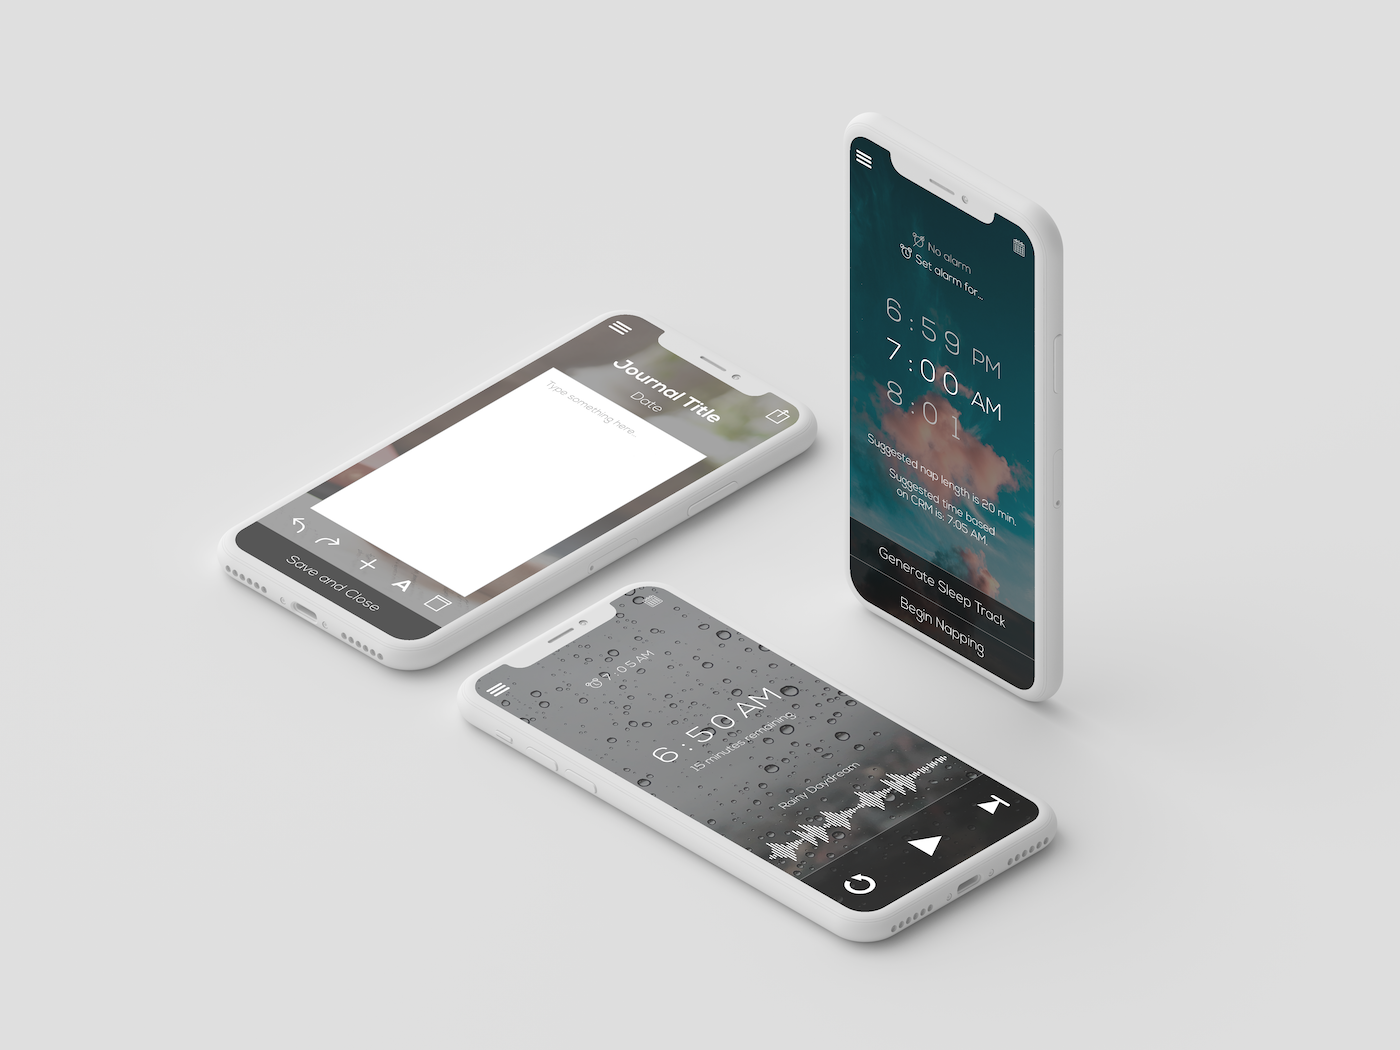 Journal Title
Date
Type something here...
Save and Close
No alarm
Set alarm for...
6:59 PM
7:00 AM
8:01
Suggested nap length is 20 min.
Suggested time based
on CRM is: 7:05 AM.
Generate Sleep Track
Begin Napping
7:05 AM
6:50 AM
15 minutes remaining
Rainy Daydream